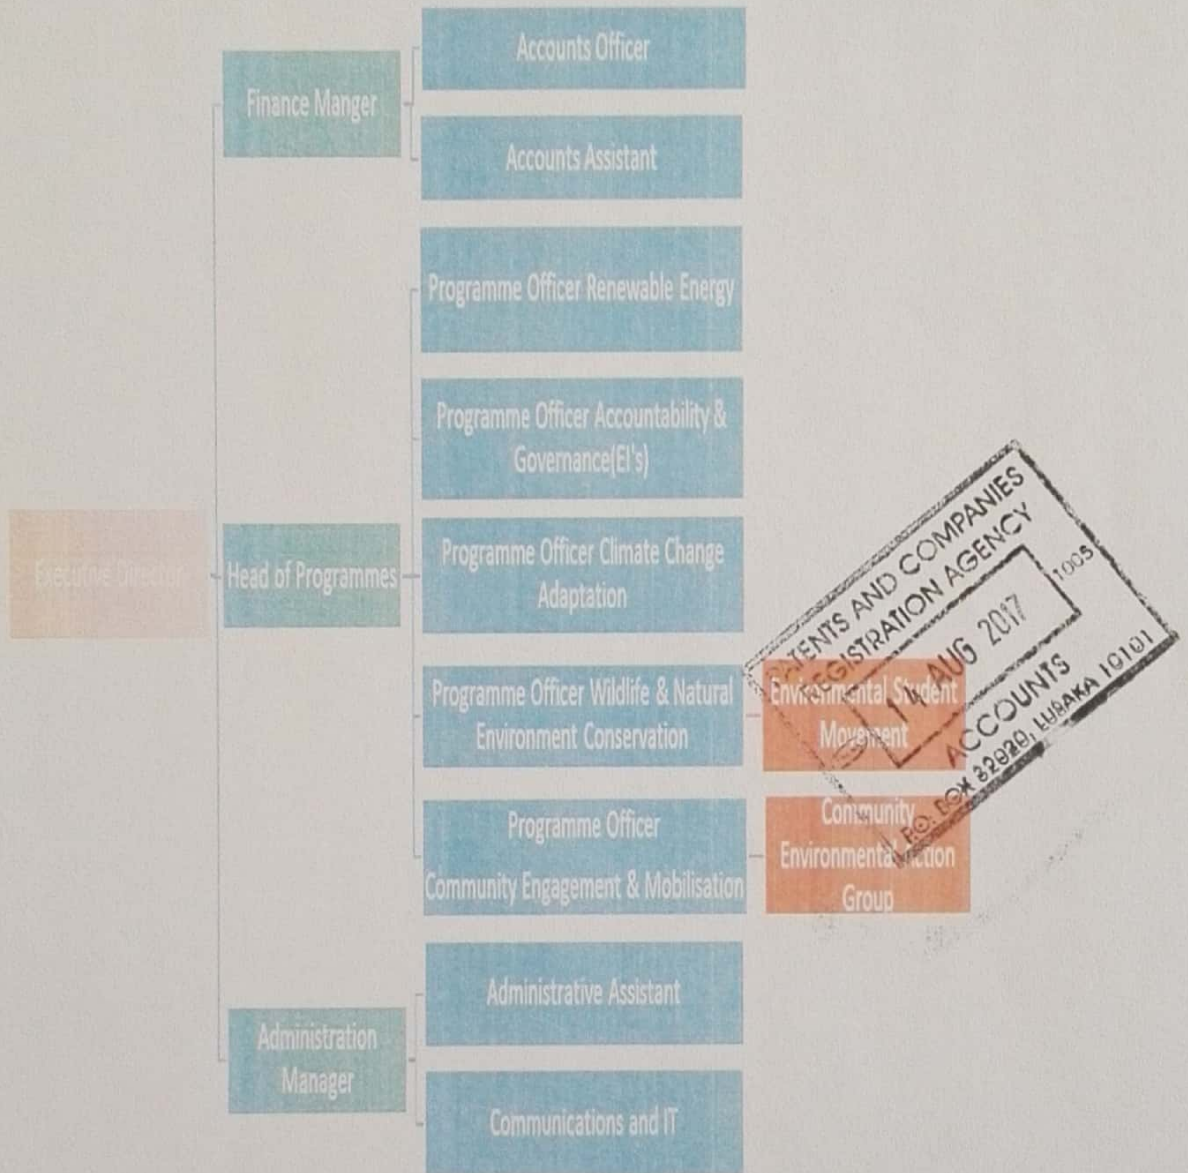 Accounts Officer
Finance Manger
Accounts Assistant
Programme Officer Renewable Energy
Programme Officer Accountability &
Governance(EI's)
Programme Officer Climate Change
Adaptation
Executive
Head of Programmes
Programme Officer Wildlife & Natural
Environment Conservation
Environmental Student
Movement
Programme Officer
Community Engagement & Mobilisation
Community
Environmental Action
Group
Administrative Assistant
Administration
Manager
Communications and IT
PATENTS AND COMPANIES
REGISTRATION AGENCY
1005
14 AUG 2017
ACCOUNTS
P.O. BOX 32020, LUSAKA 10101